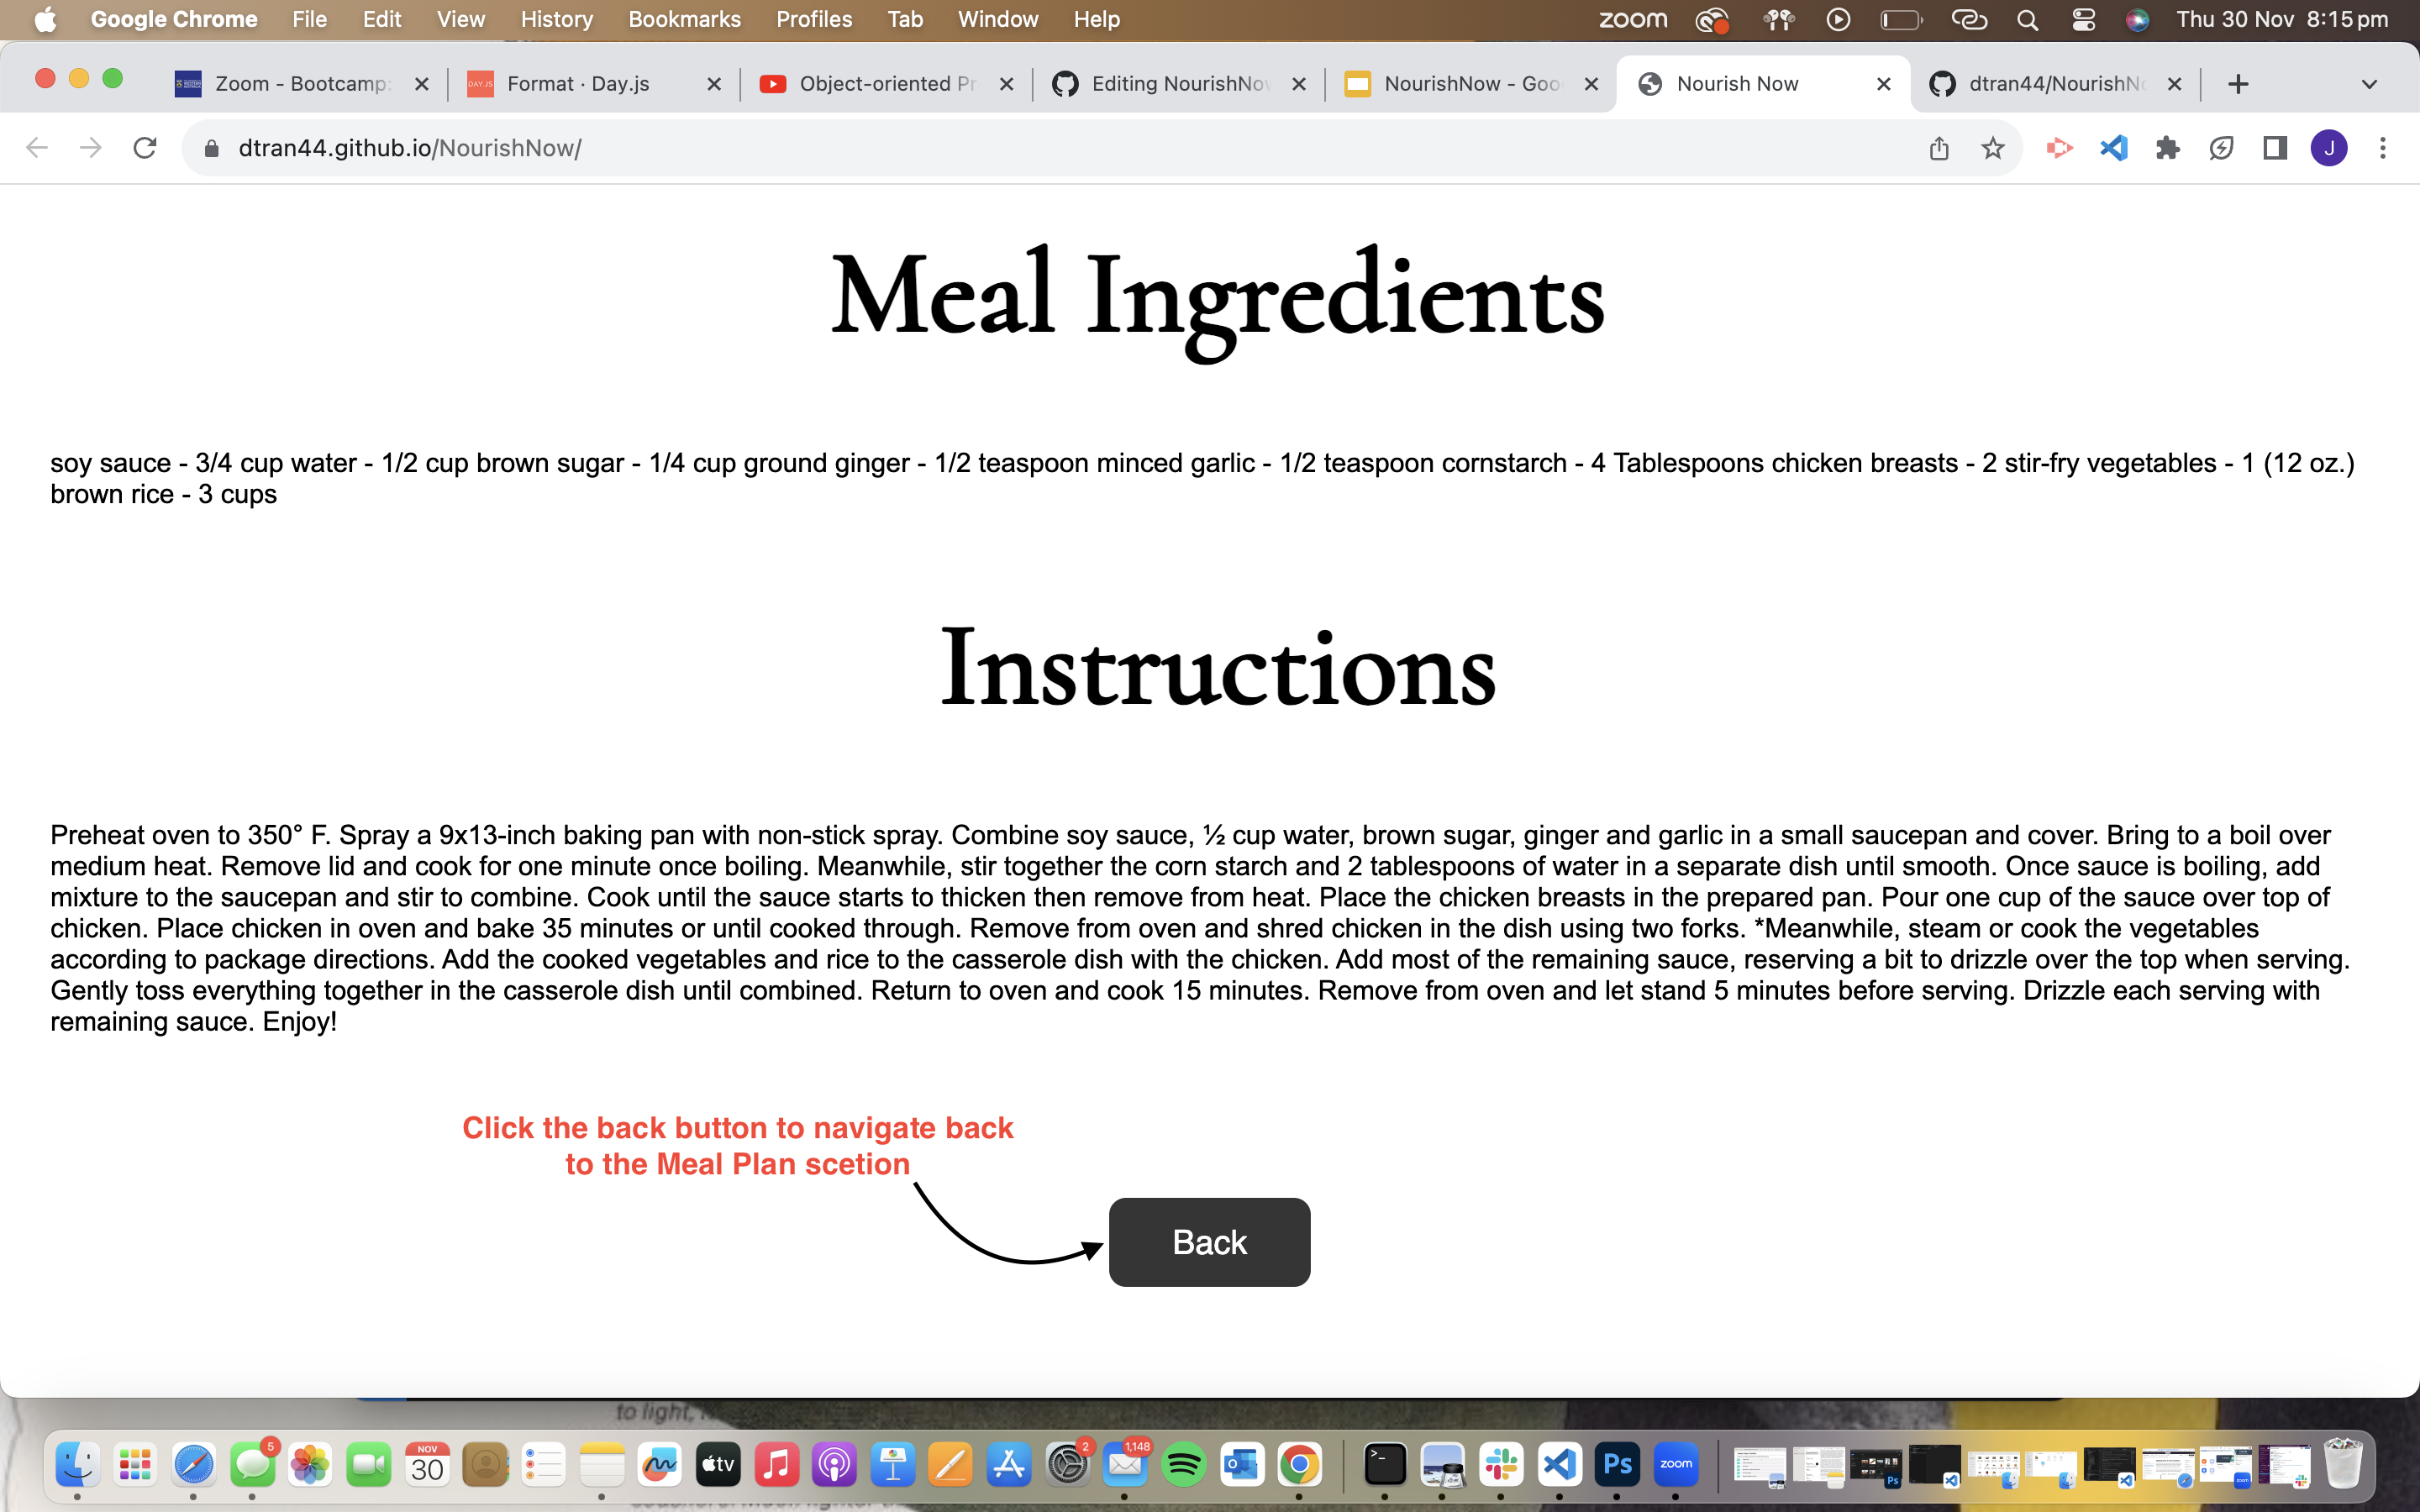 Google Chrome File Edit View History Bookmarks Profiles Tab Window Help zoom Thu 30 Nov 8:15 pm
Zoom - Bootcamp: Format · Day.js Object-oriented Pr Editing NourishNov NourishNow - Goo Nourish Now dtran44/NourishNo
dtran44.github.io/NourishNow/ J
Meal Ingredients
soy sauce - 3/4 cup water - 1/2 cup brown sugar - 1/4 cup ground ginger - 1/2 teaspoon minced garlic - 1/2 teaspoon cornstarch - 4 Tablespoons chicken breasts - 2 stir-fry vegetables - 1 (12 oz.)
brown rice - 3 cups
Instructions
Preheat oven to 350° F. Spray a 9x13-inch baking pan with non-stick spray. Combine soy sauce, ½ cup water, brown sugar, ginger and garlic in a small saucepan and cover. Bring to a boil over
medium heat. Remove lid and cook for one minute once boiling. Meanwhile, stir together the corn starch and 2 tablespoons of water in a separate dish until smooth. Once sauce is boiling, add
mixture to the saucepan and stir to combine. Cook until the sauce starts to thicken then remove from heat. Place the chicken breasts in the prepared pan. Pour one cup of the sauce over top of
chicken. Place chicken in oven and bake 35 minutes or until cooked through. Remove from oven and shred chicken in the dish using two forks. *Meanwhile, steam or cook the vegetables
according to package directions. Add the cooked vegetables and rice to the casserole dish with the chicken. Add most of the remaining sauce, reserving a bit to drizzle over the top when serving.
Gently toss everything together in the casserole dish until combined. Return to oven and cook 15 minutes. Remove from oven and let stand 5 minutes before serving. Drizzle each serving with
remaining sauce. Enjoy!
Click the back button to navigate back
to the Meal Plan scetion
Back
to light,
5 NOV 30 tv 2 1,148 Ps zoom